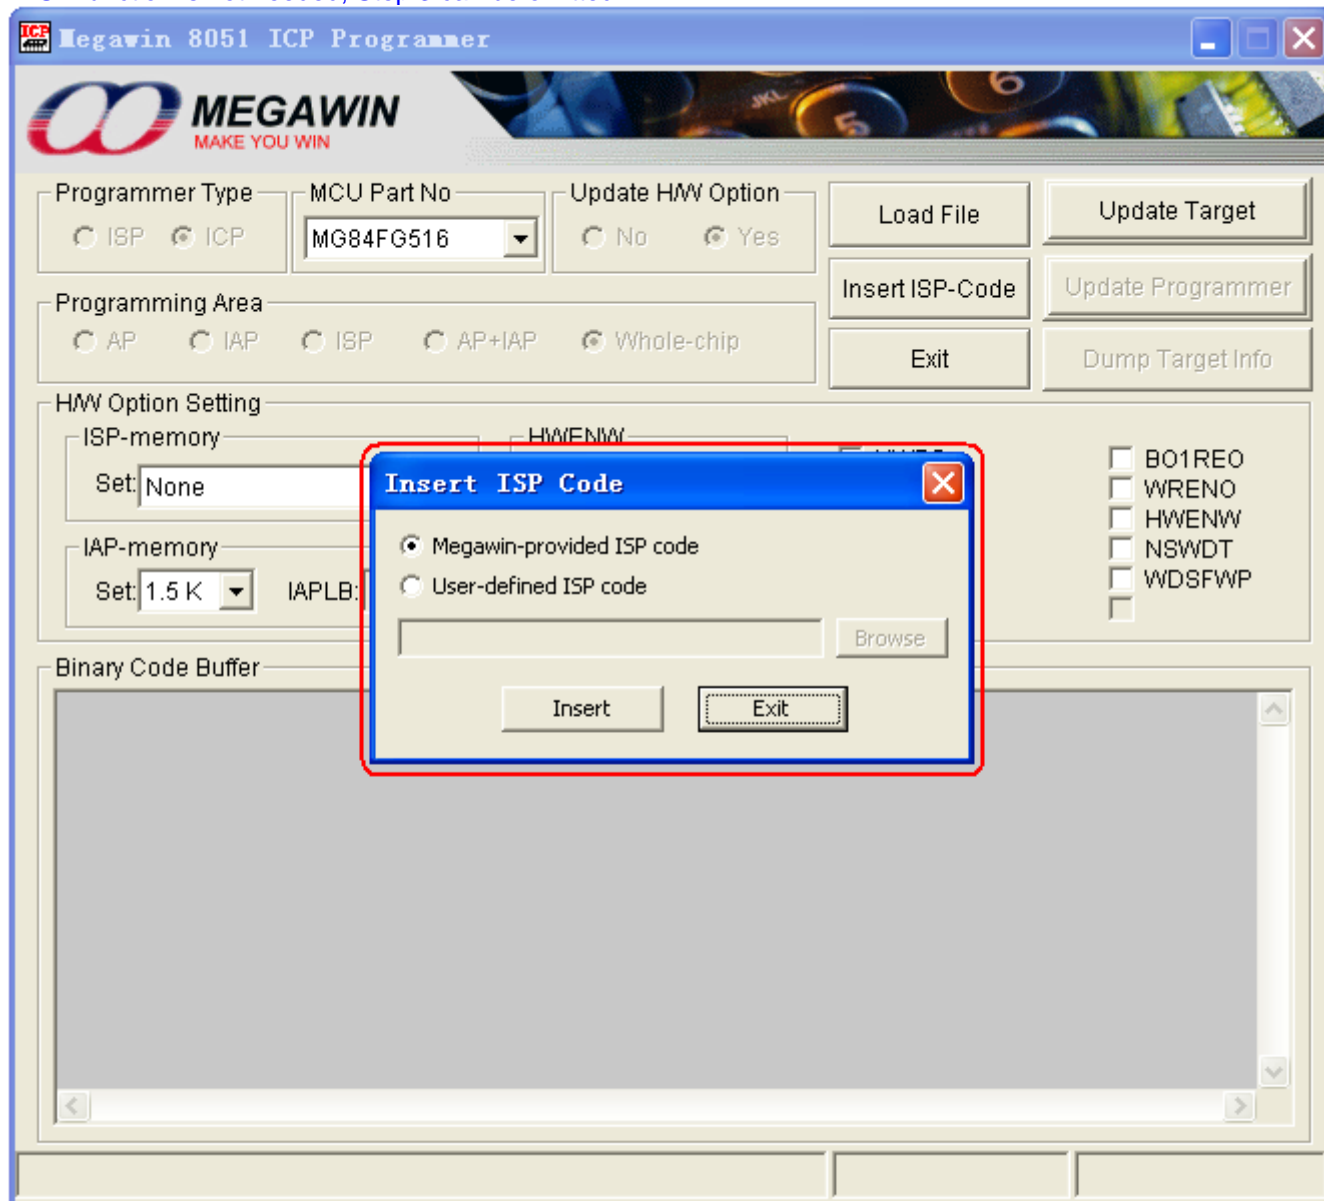 Megawin 8051 ICP Programmer
MEGAWIN
MAKE YOU WIN
Programmer Type
ISP ICP
MCU Part No
MG84FG516
Update H/W Option
No Yes
Load File
Update Target
Insert ISP-Code
Update Programmer
Exit
Dump Target Info
Programming Area
AP IAP ISP AP+IAP Whole-chip
H/W Option Setting
ISP-memory
Set: None
HWENW
IAP-memory
Set: 1.5 K
IAPLB:
BO1REO
WRENO
HWENW
NSWDT
WDSFWP
Insert ISP Code
Megawin-provided ISP code
User-defined ISP code
Browse
Insert
Exit
Binary Code Buffer